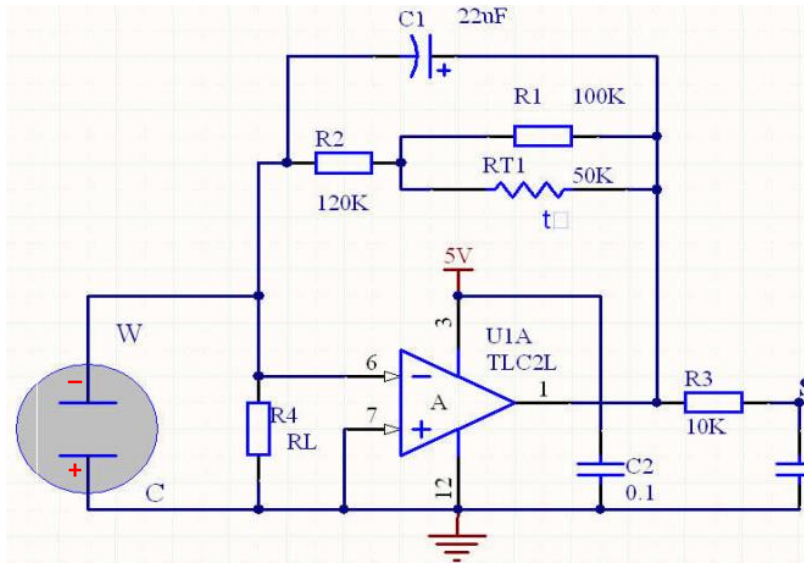 C1 22uF
R1 100K
R2
RT1 50K
120K
t
5V
W
3
U1A
TLC2L
6
1
R3
−
A
−
R4
7
+
10K
RL
+
C
12
C2
0.1
+